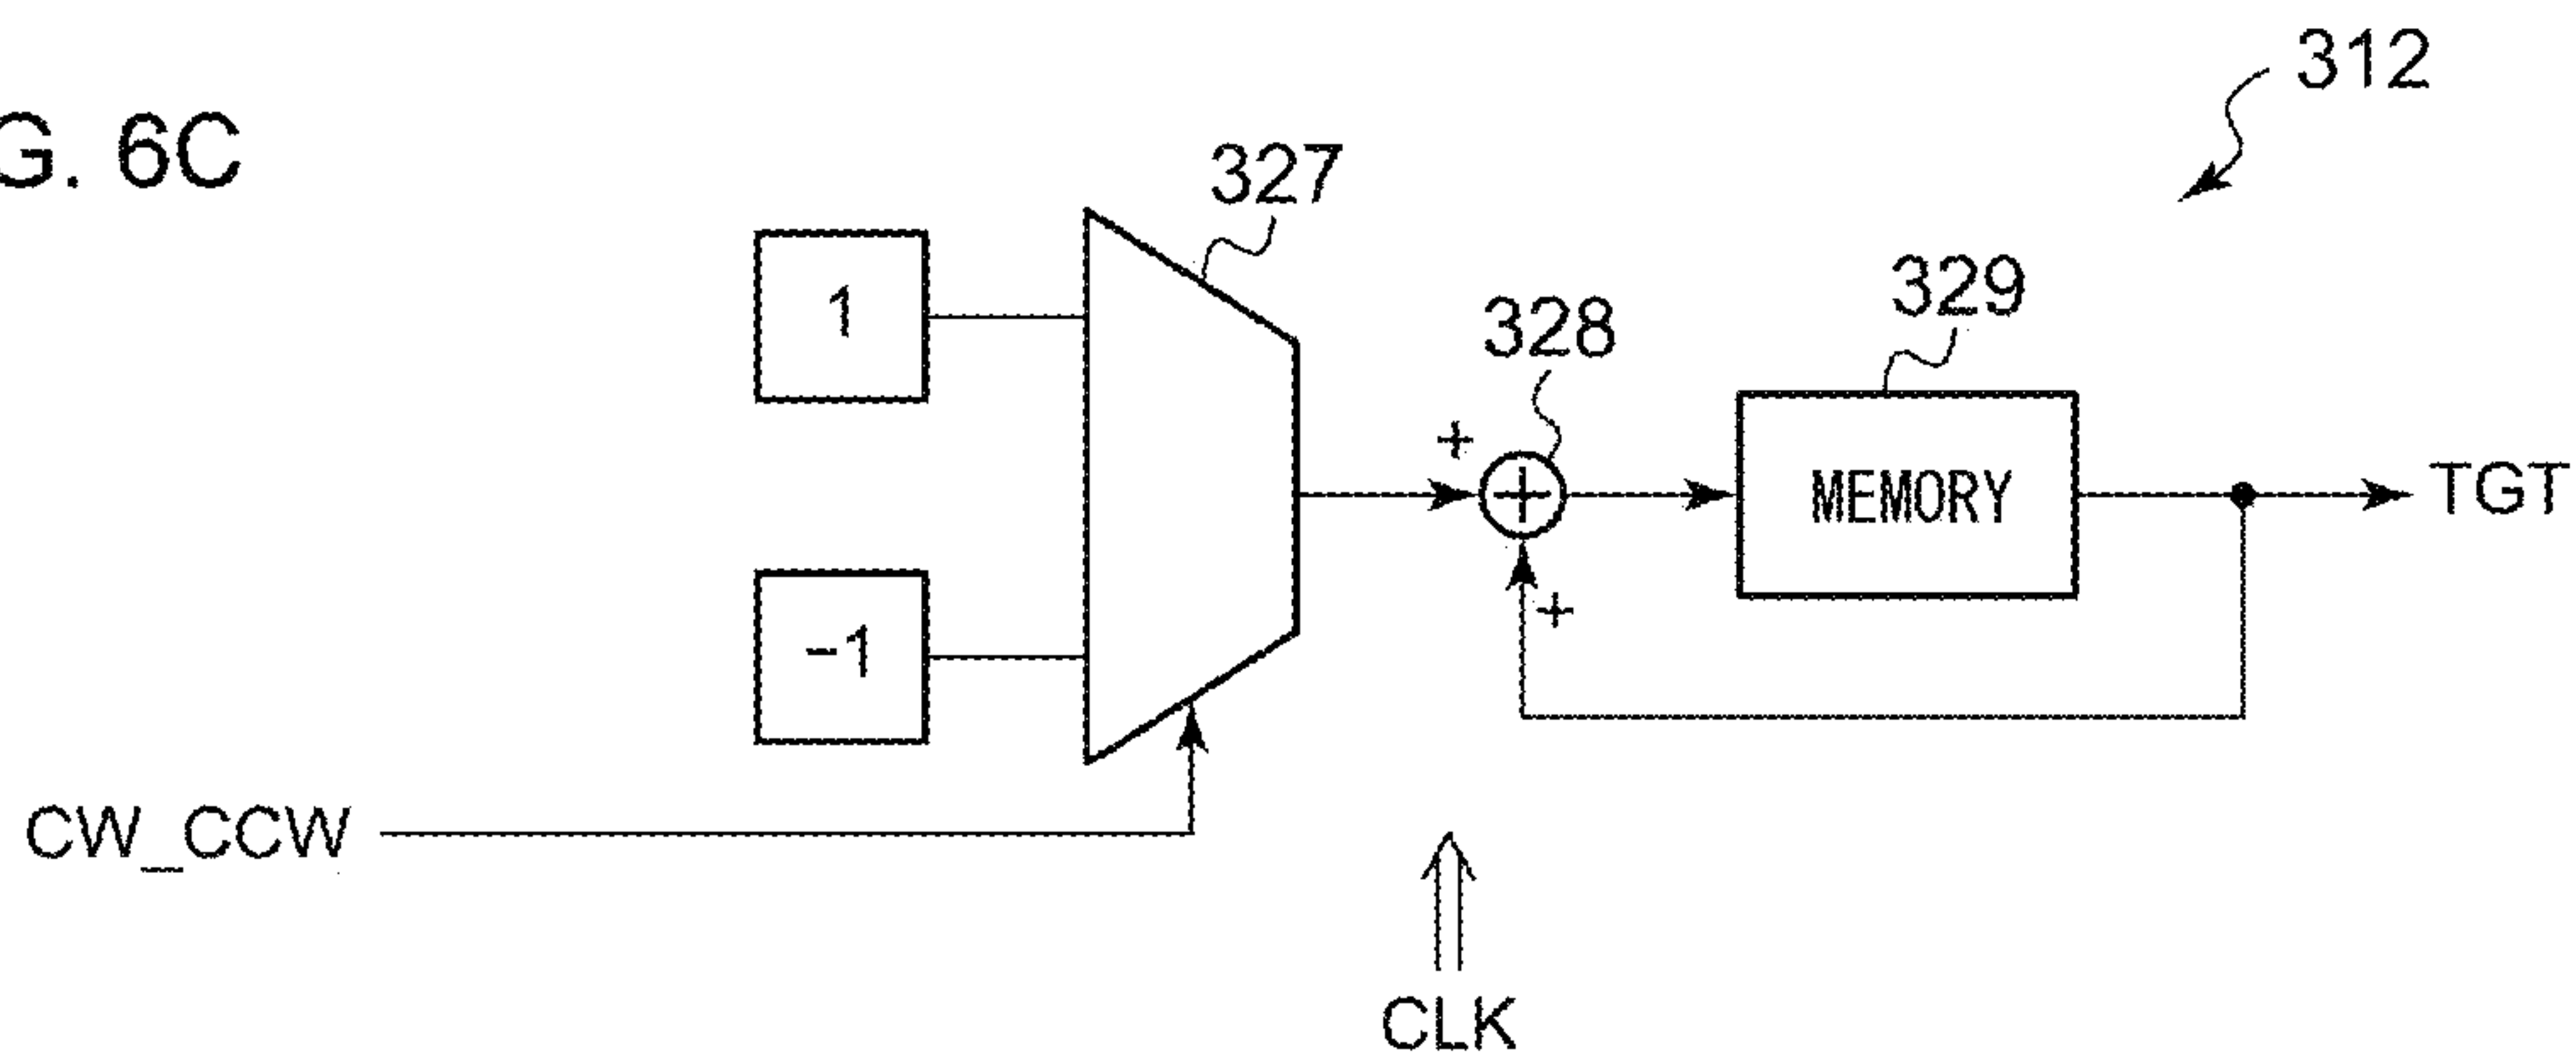 G. 6C
312
327
328
329
1
-1
+
+
+
MEMORY
TGT
CW_CCW
CLK